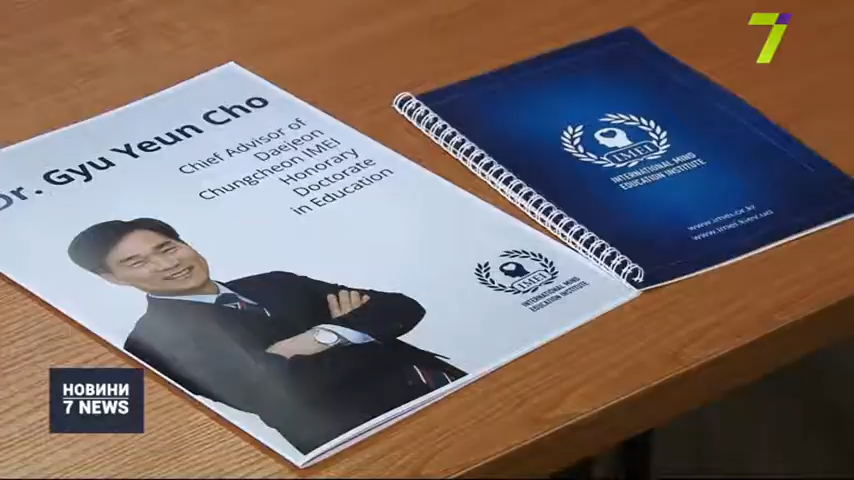 7
Dr. Gyu Yeun Cho
Chief Advisor of
Daejeon
Chungcheon IMEI
Honorary
Doctorate
in Education
IMEI
INTERNATIONAL MIND
EDUCATION INSTITUTE
IMEI
INTERNATIONAL MIND
EDUCATION INSTITUTE
www.imei.or.kr
www.imei.kiev.ua
НОВИНИ
7 NEWS